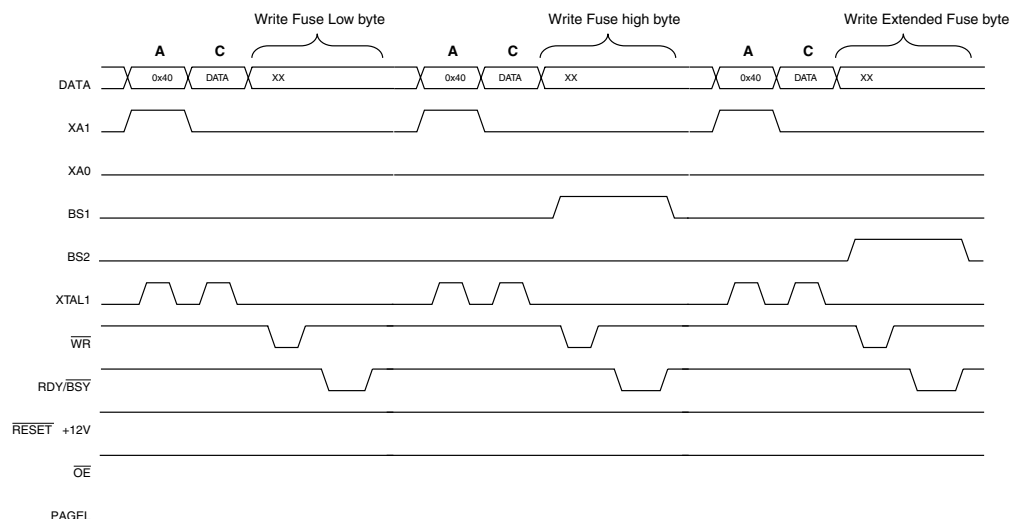 Write Fuse Low byte Write Fuse high byte Write Extended Fuse byte
A C A C A C
DATA 0x40 DATA XX 0x40 DATA XX 0x40 DATA XX
XA1
XA0
BS1
BS2
XTAL1
WR
RDY/BSY
RESET +12V
OE
PAGEL